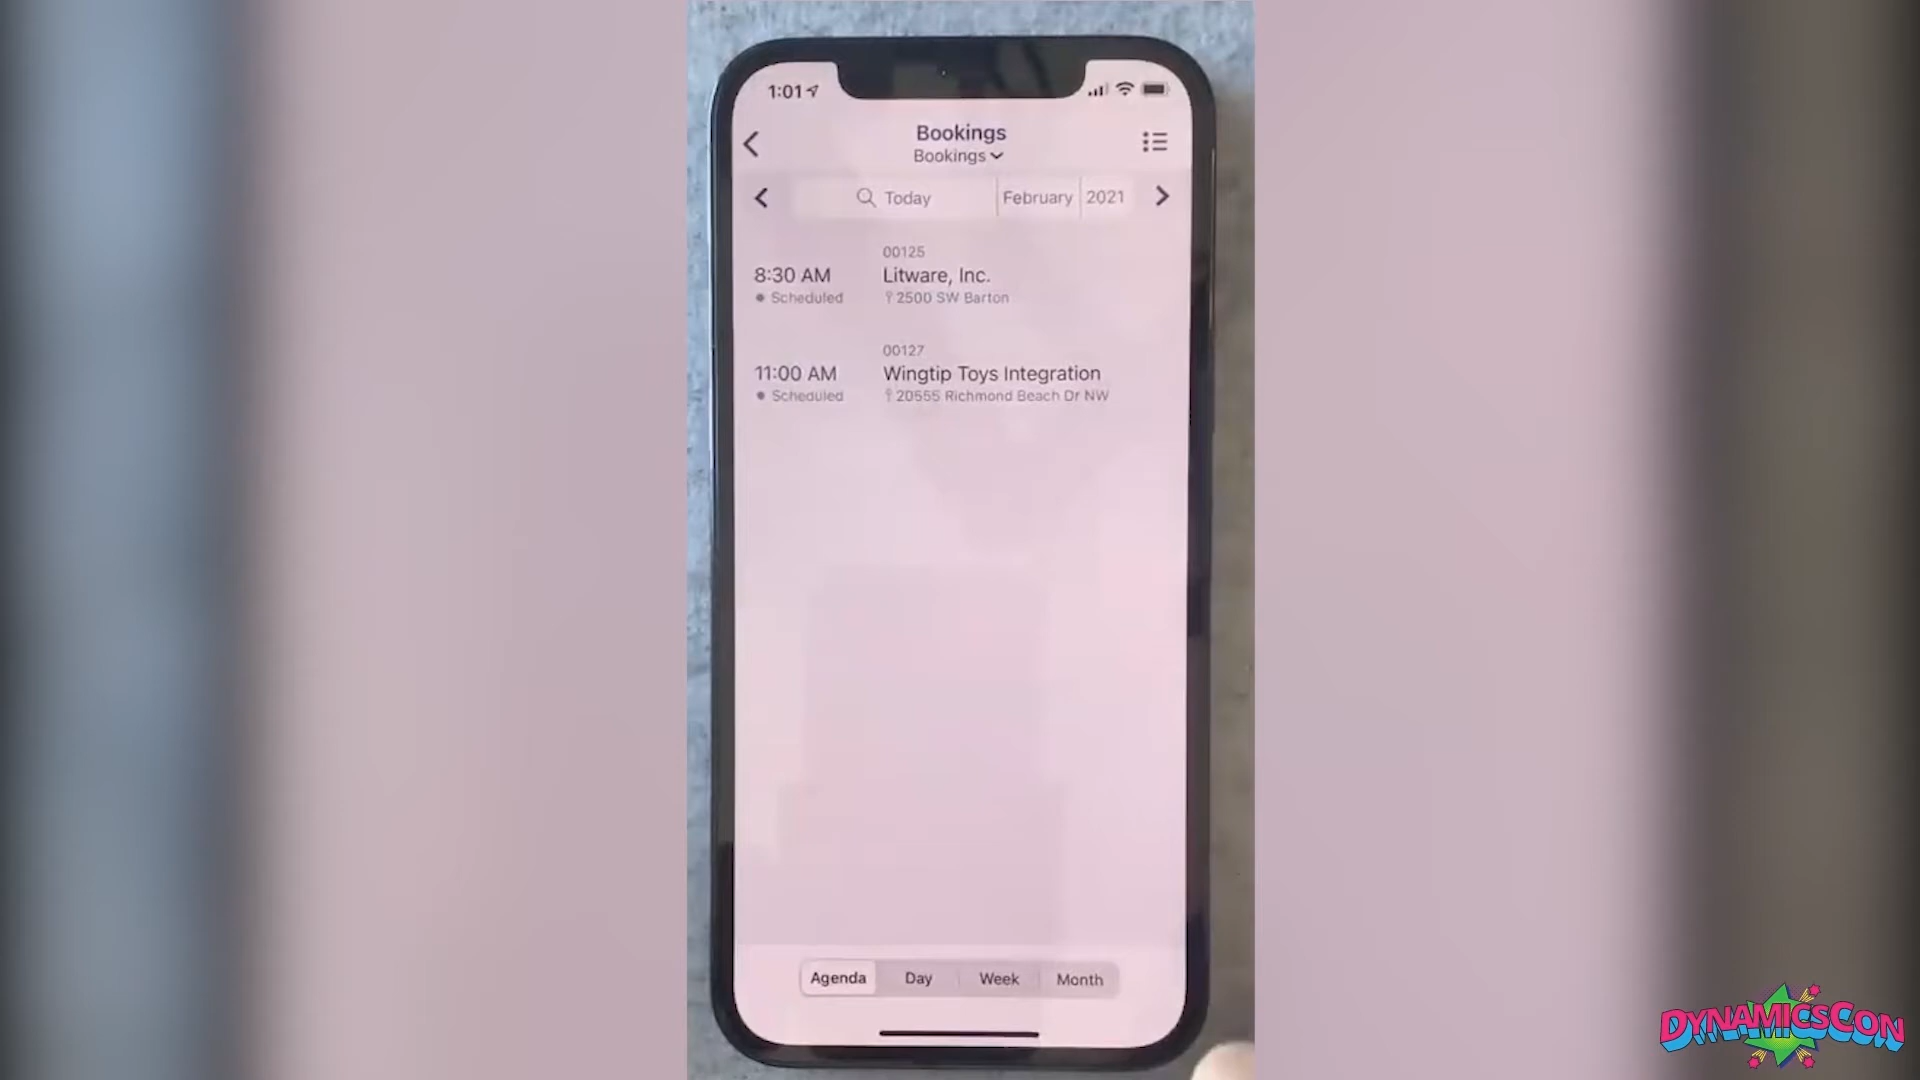 1:01
Bookings
Bookings
Today February 2021
00125
8:30 AM Litware, Inc.
Scheduled 2500 SW Barton
00127
11:00 AM Wingtip Toys Integration
Scheduled 20555 Richmond Beach Dr NW
Agenda Day Week Month
DYNAMICSCON